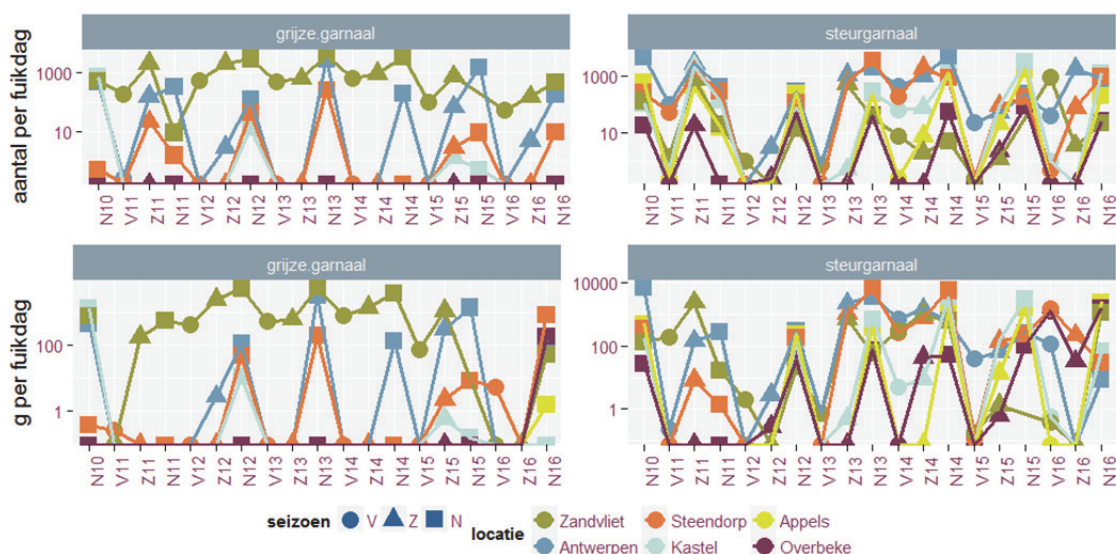 grijze.garnaal steurgarnaal
aantal per fuikdag
1000
10
1000
10
N10 V11 Z11 N11 V12 Z12 N12 V13 Z13 N13 V14 Z14 N14 V15 Z15 N15 V16 Z16 N16
N10 V11 Z11 N11 V12 Z12 N12 V13 Z13 N13 V14 Z14 N14 V15 Z15 N15 V16 Z16 N16
grijze.garnaal steurgarnaal
g per fuikdag
100
1
10000
100
1
N10 V11 Z11 N11 V12 Z12 N12 V13 Z13 N13 V14 Z14 N14 V15 Z15 N15 V16 Z16 N16
N10 V11 Z11 N11 V12 Z12 N12 V13 Z13 N13 V14 Z14 N14 V15 Z15 N15 V16 Z16 N16
seizoen V Z N
locatie Zandvliet Steendorp Appels
Antwerpen Kastel Overbeke